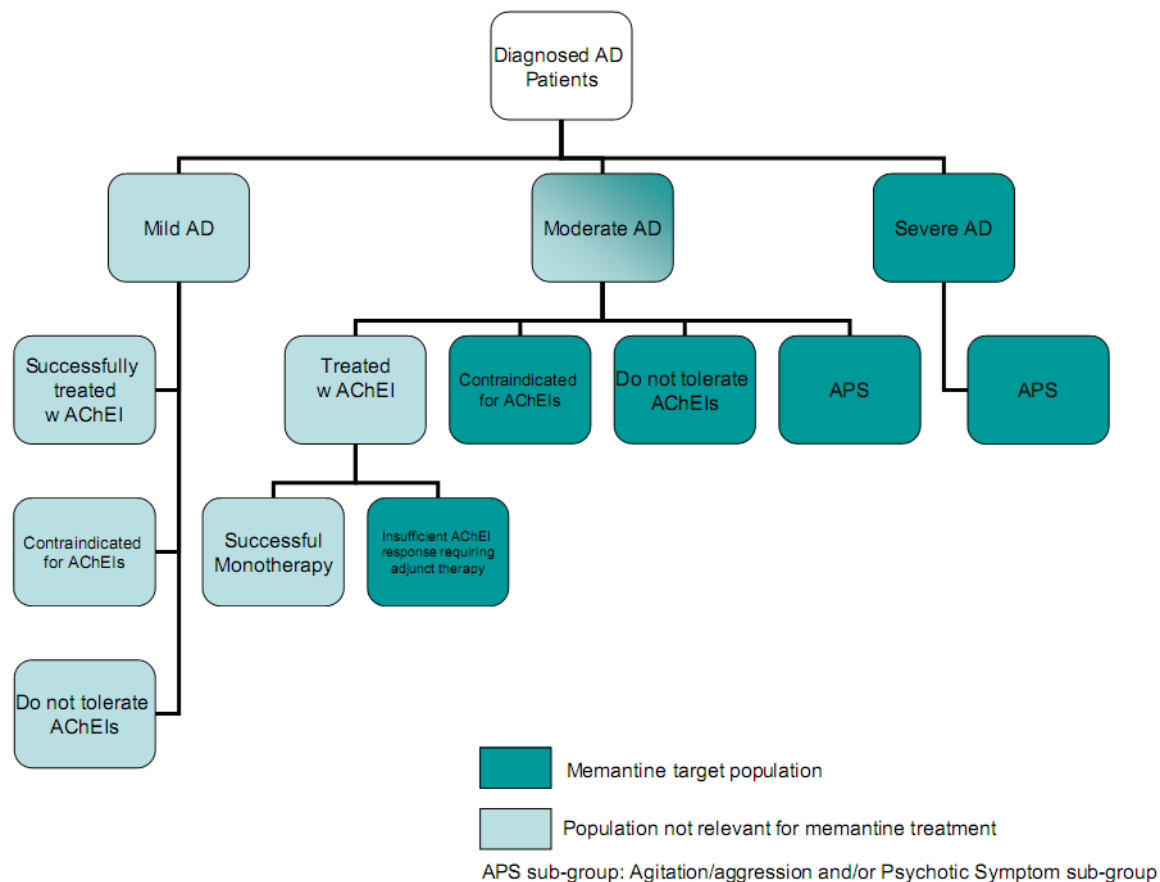 Diagnosed AD
Patients
Mild AD
Moderate AD
Severe AD
Successfully
treated
w AChEI
Treated
w AChEI
Contraindicated
for AChEIs
Do not tolerate
AChEIs
APS
APS
Contraindicated
for AChEIs
Successful
Monotherapy
Insufficient AChEI
response requiring
adjunct therapy
Do not tolerate
AChEIs
Memantine target population
Population not relevant for memantine treatment
APS sub-group: Agitation/aggression and/or Psychotic Symptom sub-group